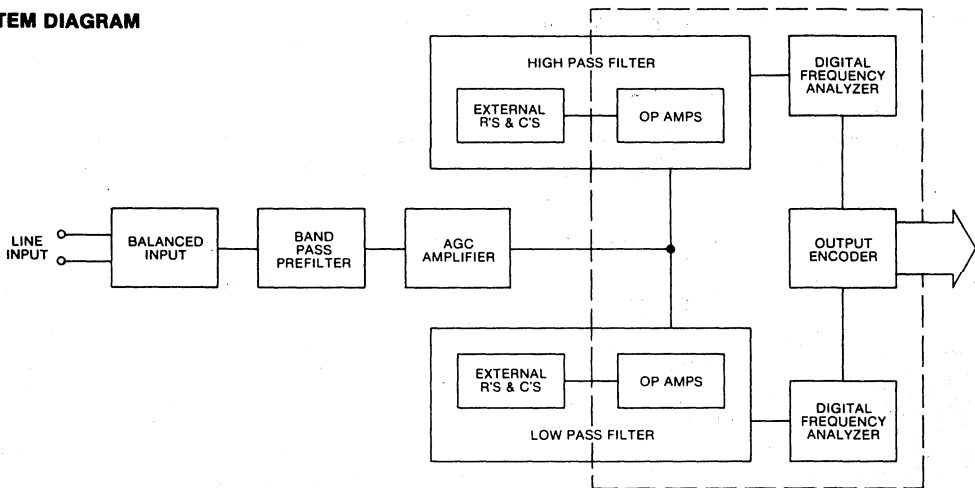 TEM DIAGRAM
HIGH PASS FILTER
EXTERNAL
R'S & C'S
OP AMPS
DIGITAL
FREQUENCY
ANALYZER
LINE
INPUT
BALANCED
INPUT
BAND
PASS
PREFILTER
AGC
AMPLIFIER
OUTPUT
ENCODER
EXTERNAL
R'S & C'S
OP AMPS
LOW PASS FILTER
DIGITAL
FREQUENCY
ANALYZER